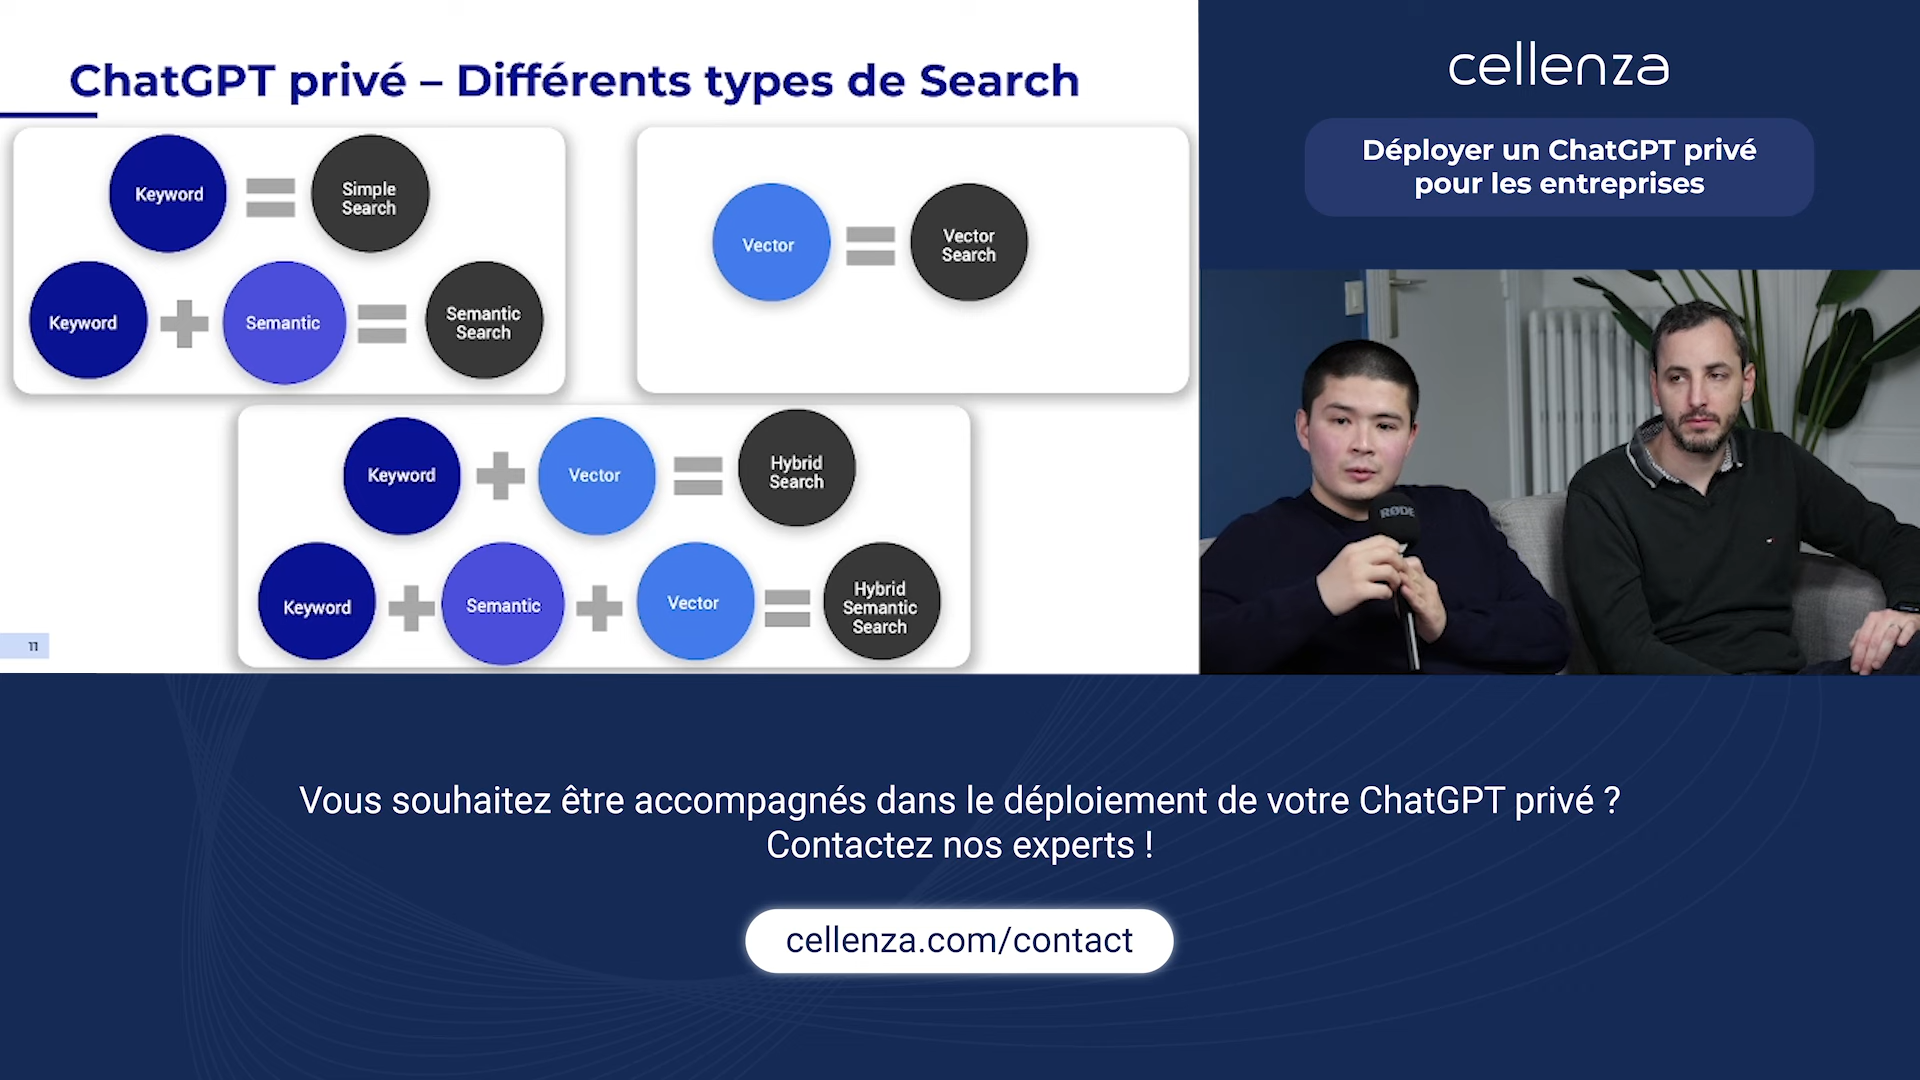 ChatGPT privé – Différents types de Search
Keyword
Simple
Search
Keyword
Semantic
Semantic
Search
Vector
Vector
Search
Keyword
Vector
Hybrid
Search
Keyword
Semantic
Vector
Hybrid
Semantic
Search
11
cellenza
Déployer un ChatGPT privé
pour les entreprises
RØDE
Vous souhaitez être accompagnés dans le déploiement de votre ChatGPT privé ?
Contactez nos experts !
cellenza.com/contact